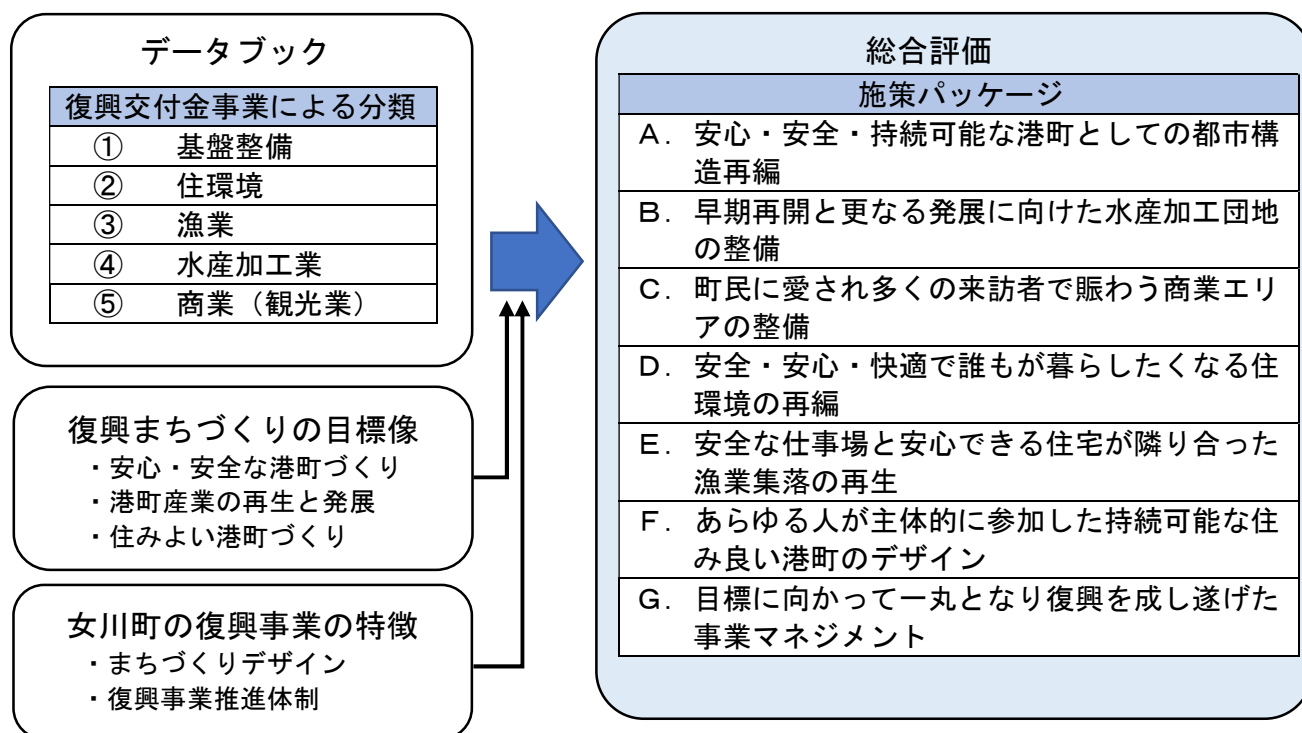 データブック
復興交付金事業による分類
① 基盤整備
② 住環境
③ 漁業
④ 水産加工業
⑤ 商業（観光業）
復興まちづくりの目標像
・安心・安全な港町づくり
・港町産業の再生と発展
・住みよい港町づくり
女川町の復興事業の特徴
・まちづくりデザイン
・復興事業推進体制
総合評価
施策パッケージ
Ａ．安心・安全・持続可能な港町としての都市構
造再編
Ｂ．早期再開と更なる発展に向けた水産加工団地
の整備
Ｃ．町民に愛され多くの来訪者で賑わう商業エリ
アの整備
Ｄ．安全・安心・快適で誰もが暮らしたくなる住
環境の再編
Ｅ．安全な仕事場と安心できる住宅が隣り合った
漁業集落の再生
Ｆ．あらゆる人が主体的に参加した持続可能な住
み良い港町のデザイン
Ｇ．目標に向かって一丸となり復興を成し遂げた
事業マネジメント